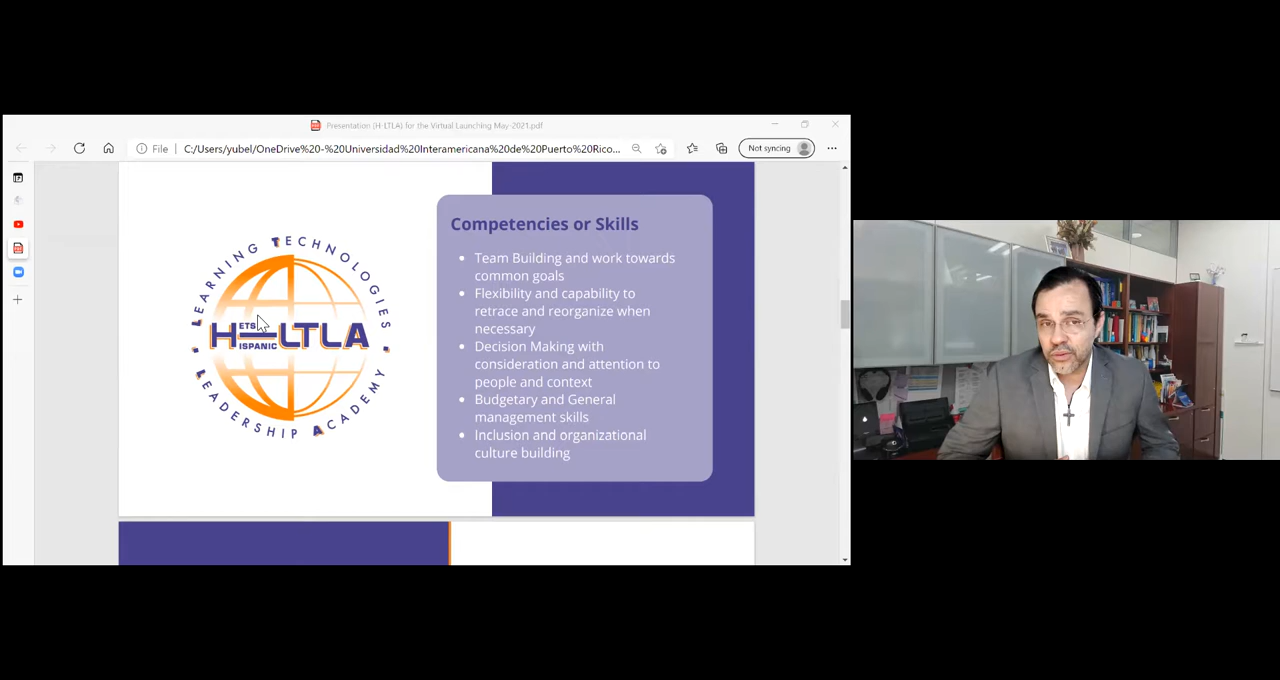 Presentation (H-LTLA) for the Virtual Launching May-2021.pdf
File
C:/Users/yubel/OneDrive%20-%20Universidad%20Interamericana%20de%20Puerto%20Rico...
Not syncing
LEARNING TECHNOLOGIES
H ETS ISPANIC LTLA
LEADERSHIP ACADEMY
Competencies or Skills
• Team Building and work towards
common goals
• Flexibility and capability to
retrace and reorganize when
necessary
• Decision Making with
consideration and attention to
people and context
• Budgetary and General
management skills
• Inclusion and organizational
culture building